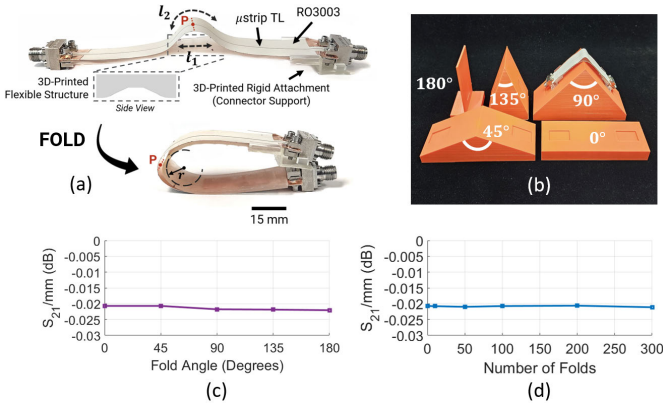 l₂
P
μstrip TL
RO3003
l₁
3D-Printed
Flexible Structure
Side View
3D-Printed Rigid Attachment
(Connector Support)
FOLD
P
r
(a)
15 mm
180°
135°
90°
45°
0°
(b)
S₂₁/mm (dB)
0
-0.005
-0.01
-0.015
-0.02
-0.025
-0.03
0 45 90 135 180
Fold Angle (Degrees)
(c)
S₂₁/mm (dB)
0
-0.005
-0.01
-0.015
-0.02
-0.025
-0.03
0 50 100 150 200 250 300
Number of Folds
(d)